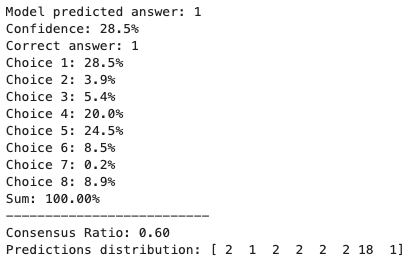 Model predicted answer: 1
Confidence: 28.5%
Correct answer: 1
Choice 1: 28.5%
Choice 2: 3.9%
Choice 3: 5.4%
Choice 4: 20.0%
Choice 5: 24.5%
Choice 6: 8.5%
Choice 7: 0.2%
Choice 8: 8.9%
Sum: 100.00%
---------------------------
Consensus Ratio: 0.60
Predictions distribution: [ 2  1  2  2  2  2 18  1]